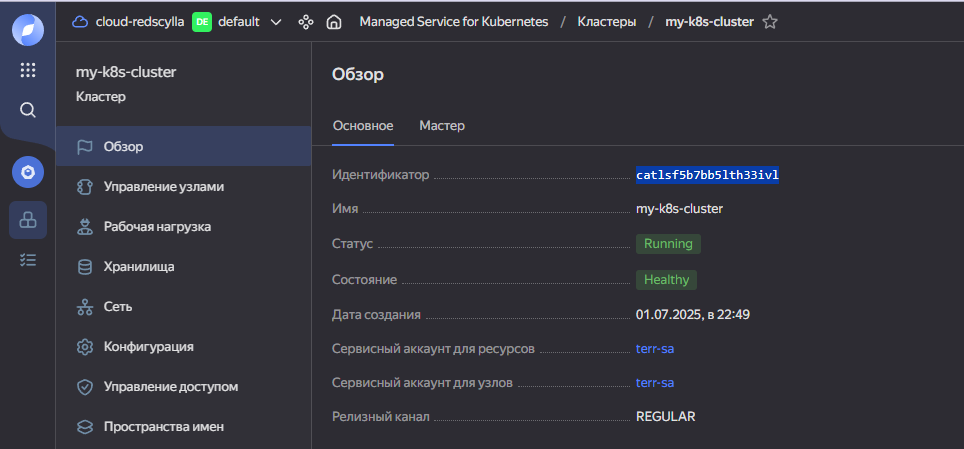 cloud-redscylla DE default Managed Service for Kubernetes / Кластеры / my-k8s-cluster
my-k8s-cluster
Кластер
Обзор
Управление узлами
Рабочая нагрузка
Хранилища
Сеть
Конфигурация
Управление доступом
Пространства имен
Обзор
Основное Мастер
Идентификатор catlsf5b7bb5lth33ivl
Имя my-k8s-cluster
Статус Running
Состояние Healthy
Дата создания 01.07.2025, в 22:49
Сервисный аккаунт для ресурсов terr-sa
Сервисный аккаунт для узлов terr-sa
Релизный канал REGULAR